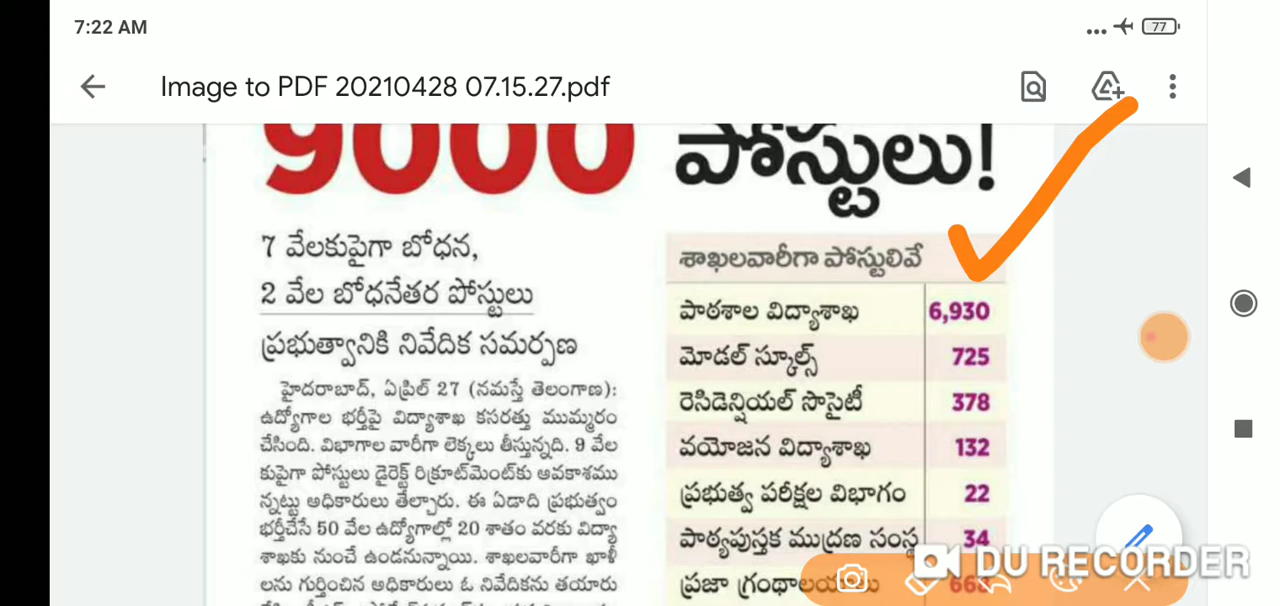 7:22 AM
77
Image to PDF 20210428 07.15.27.pdf
9000 పోస్టులు!
7 వేలకుపైగా బోధన,
2 వేల బోధనేతర పోస్టులు
ప్రభుత్వానికి నివేదిక సమర్పణ
హైదరాబాద్, ఏప్రిల్ 27 (నమస్తే తెలంగాణ):
ఉద్యోగాల భర్తీపై విద్యాశాఖ కసరత్తు ముమ్మరం
చేసింది. విభాగాల వారీగా లెక్కలు తీస్తున్నది. 9 వేల
కుపైగా పోస్టులు డైరెక్ట్ రిక్రూట్‌మెంట్‌కు అవకాశము
న్నట్టు అధికారులు తేల్చారు. ఈ ఏడాది ప్రభుత్వం
భర్తీచేసే 50 వేల ఉద్యోగాల్లో 20 శాతం వరకు విద్యా
శాఖకు నుంచే ఉండనున్నాయి. శాఖలవారీగా ఖాళీ
లను గుర్తించిన అధికారులు ఓ నివేదికను తయారు
శాఖలవారీగా పోస్టులివే
పాఠశాల విద్యాశాఖ 6,930
మోడల్ స్కూల్స్ 725
రెసిడెన్షియల్ సొసైటీ 378
వయోజన విద్యాశాఖ 132
ప్రభుత్వ పరీక్షల విభాగం 22
పాఠ్యపుస్తక ముద్రణ సంస్థ 34
ప్రజా గ్రంథాలయాలు
DU RECORDER